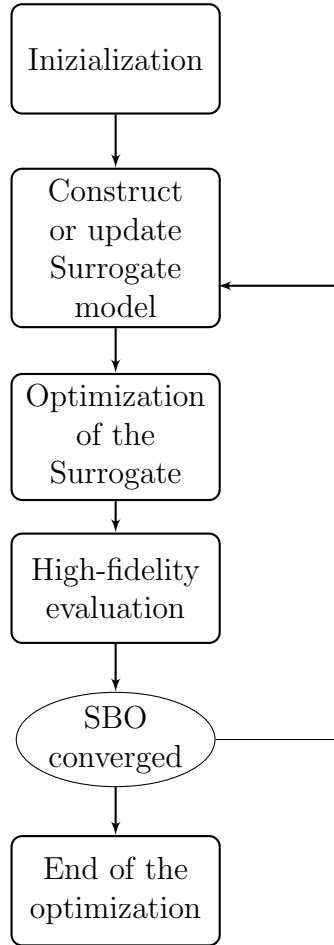 Inizialization
Construct
or update
Surrogate
model
Optimization
of the
Surrogate
High-fidelity
evaluation
SBO
converged
End of the
optimization